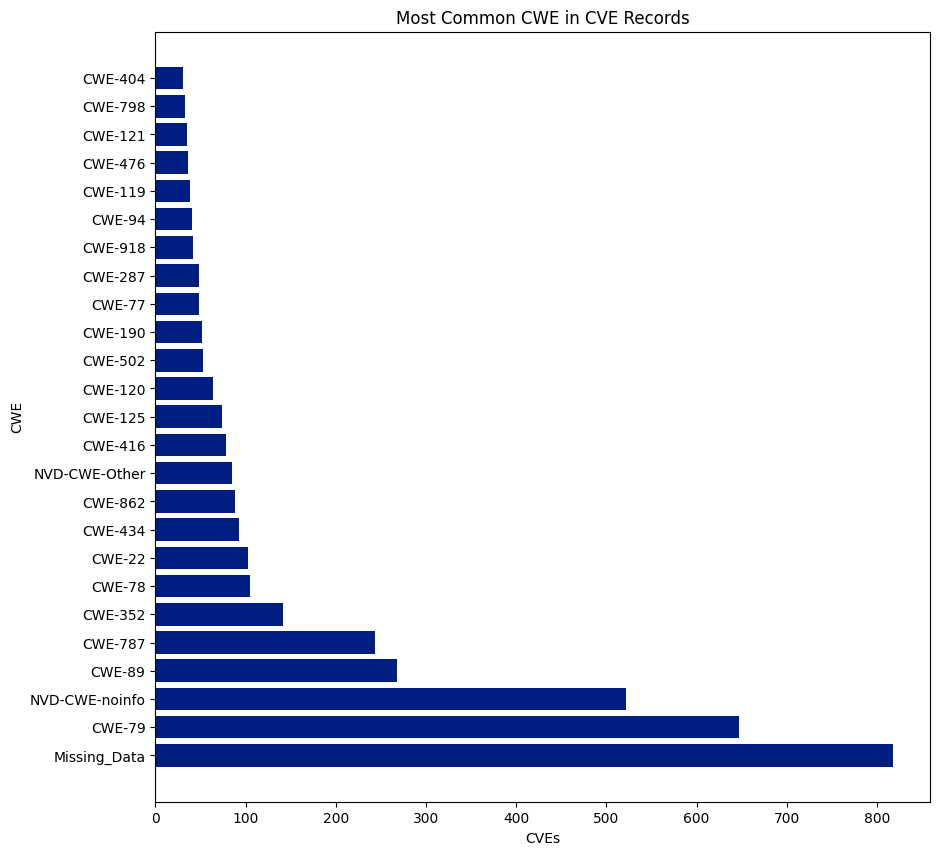 Most Common CWE in CVE Records
CWE-404
CWE-798
CWE-121
CWE-476
CWE-119
CWE-94
CWE-918
CWE-287
CWE-77
CWE-190
CWE-502
CWE-120
CWE-125
CWE-416
NVD-CWE-Other
CWE-862
CWE-434
CWE-22
CWE-78
CWE-352
CWE-787
CWE-89
NVD-CWE-noinfo
CWE-79
Missing_Data
CWE
0 100 200 300 400 500 600 700 800
CVEs